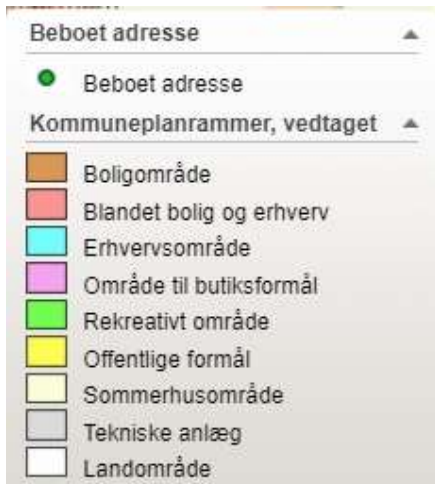 Beboet adresse
Beboet adresse
Kommuneplanrammer, vedtaget
Boligområde
Blandet bolig og erhverv
Erhvervsområde
Område til butiksformål
Rekreativt område
Offentlige formål
Sommerhusområde
Tekniske anlæg
Landområde